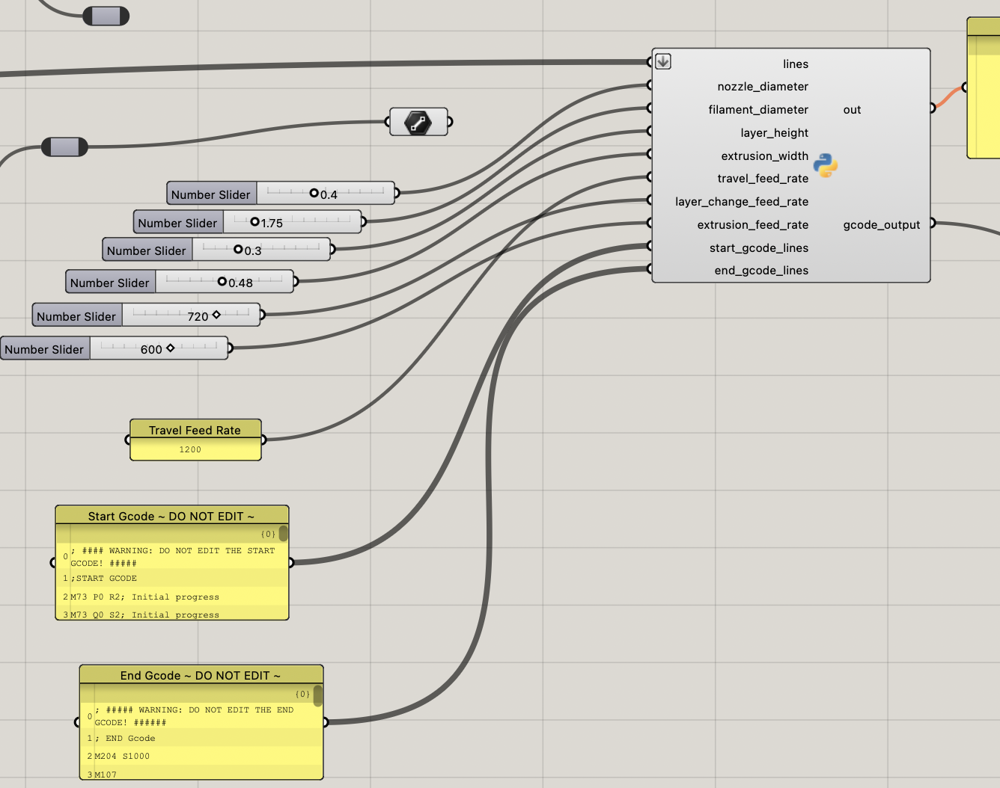 lines
nozzle_diameter
filament_diameter
out
layer_height
extrusion_width
travel_feed_rate
layer_change_feed_rate
extrusion_feed_rate
gcode_output
start_gcode_lines
end_gcode_lines
Number Slider 0.4
Number Slider 1.75
Number Slider 0.3
Number Slider 0.48
Number Slider 720
Number Slider 600
Travel Feed Rate
1200
Start Gcode ~ DO NOT EDIT ~
{0}
0 ; #### WARNING: DO NOT EDIT THE START
GCODE! #####
1 ;START GCODE
2 M73 P0 R2; Initial progress
3 M73 Q0 S2; Initial progress
End Gcode ~ DO NOT EDIT ~
{0}
0 ; ##### WARNING: DO NOT EDIT THE END
GCODE! ######
1 ; END Gcode
2 M204 S1000
3 M107